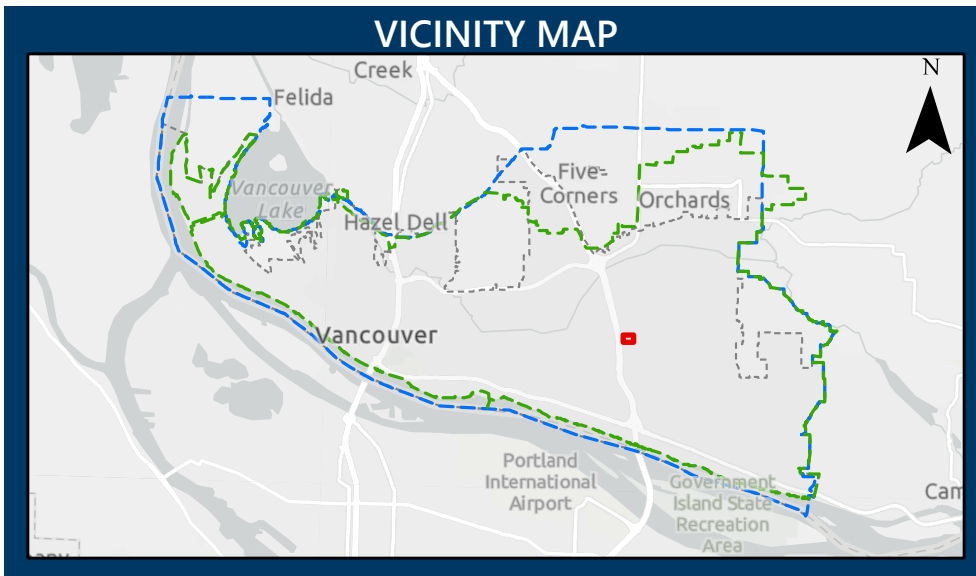 VICINITY MAP
N
Creek
Felida
Five
Corners
Vancouver
Lake
Orchards
Hazel Dell
Vancouver
Portland
International
Airport
Government
Island State
Recreation
Area
Cam